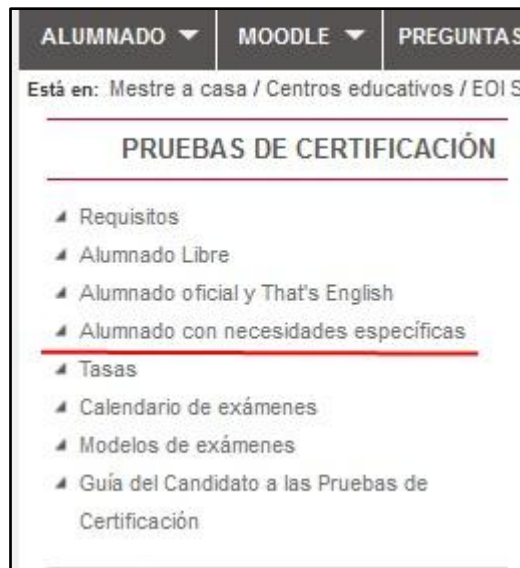 ALUMNADO MOODLE PREGUNTAS
Está en: Mestre a casa / Centros educativos / EOI S
PRUEBAS DE CERTIFICACIÓN
Requisitos
Alumnado Libre
Alumnado oficial y That's English
Alumnado con necesidades específicas
Tasas
Calendario de exámenes
Modelos de exámenes
Guía del Candidato a las Pruebas de
Certificación